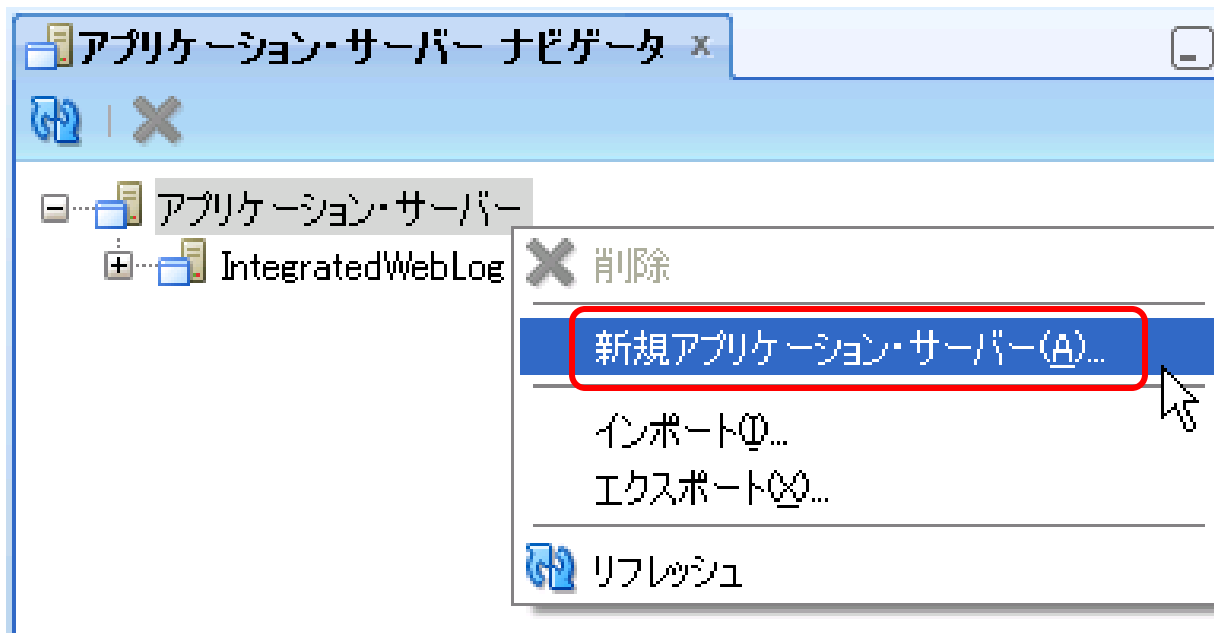 アプリケーション・サーバー ナビゲータ
アプリケーション・サーバー
IntegratedWebLog
削除
新規アプリケーション・サーバー(A)...
インポート(I)...
エクスポート(X)...
リフレッシュ